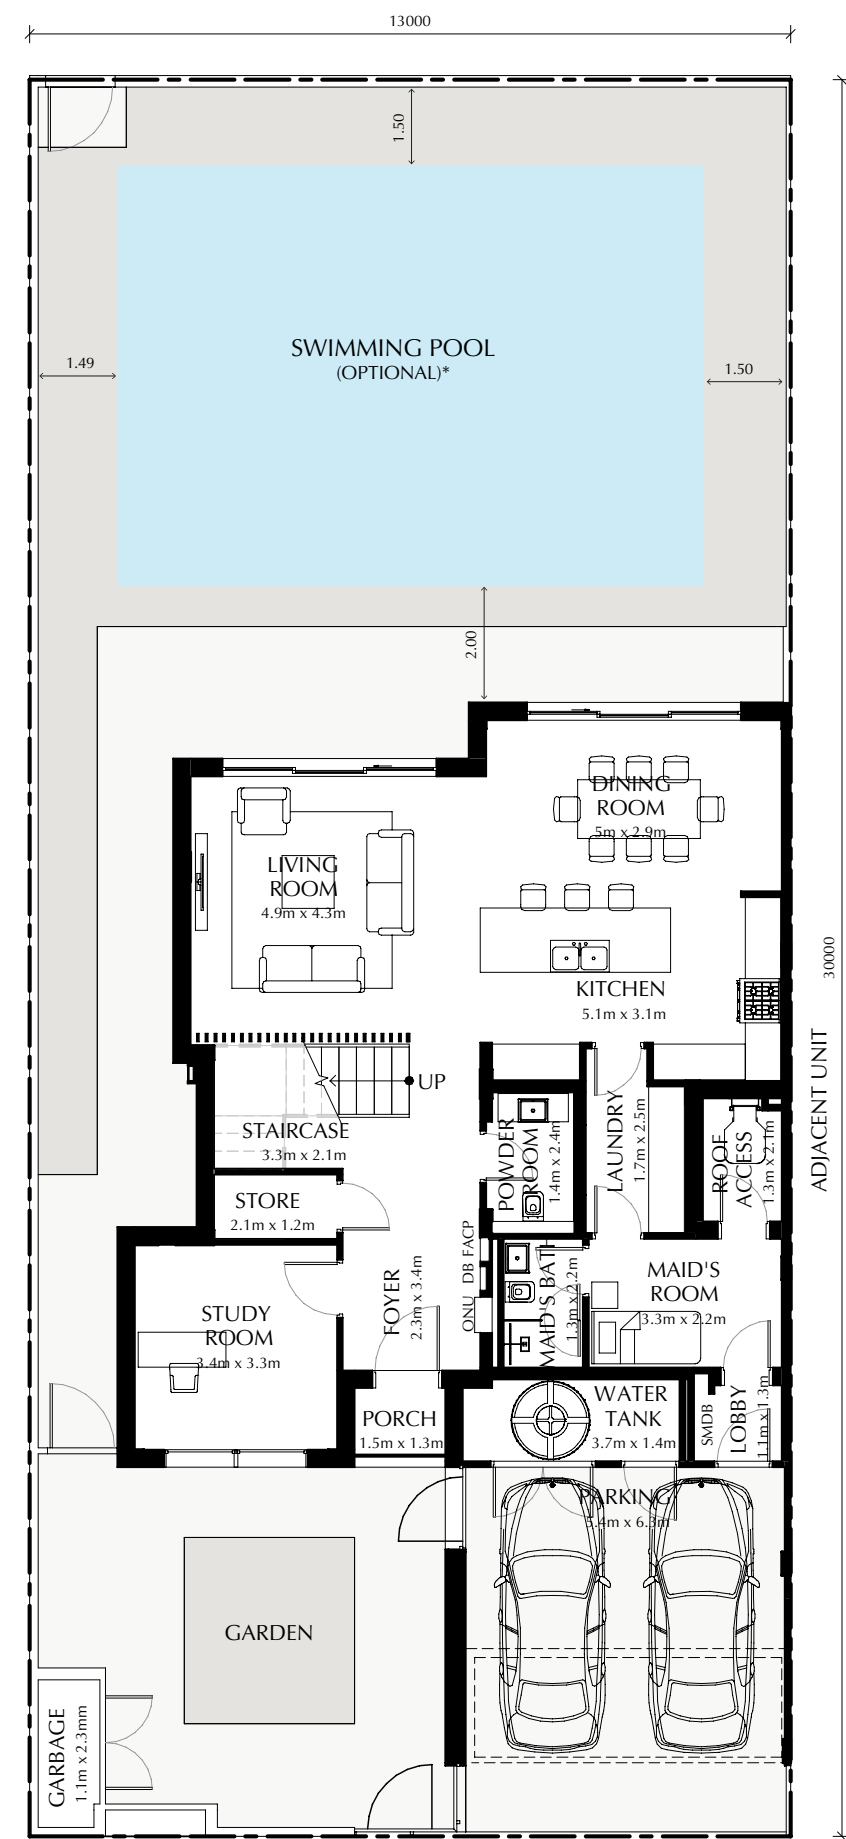 13000
1.50
SWIMMING POOL
(OPTIONAL)*
1.49
1.50
2.00
DINING
ROOM
5m x 2.9m
LIVING
ROOM
4.9m x 4.3m
30000
KITCHEN
5.1m x 3.1m
ADJACENT UNIT
UP
STAIRCASE
3.3m x 2.1m
POWDER
ROOM
1.4m x 2.4m
LAUNDRY
1.7m x 2.5m
ROOF
ACCESS
1.3m x 2.1m
STORE
2.1m x 1.2m
FOYER
2.3m x 3.4m
ONU DB FACP
MAID'S BAT
1.3m x 2.2m
MAID'S
ROOM
3.3m x 2.2m
STUDY
ROOM
3.4m x 3.3m
PORCH
1.5m x 1.3m
WATER
TANK
3.7m x 1.4m
SMDB
LOBBY
1.1m x 1.3m
PARKING
5.4m x 6.3m
GARDEN
GARBAGE
1.1m x 2.3mm